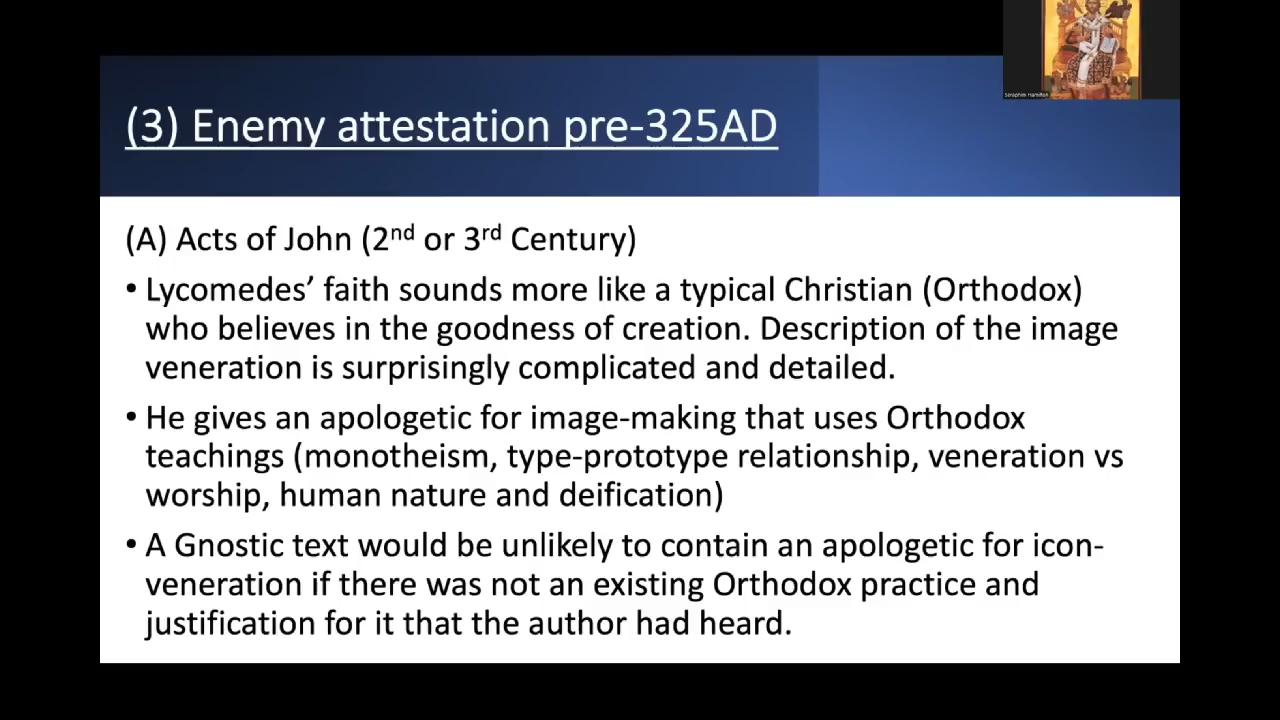 (3) Enemy attestation pre-325AD
Seraphim Hamilton
(A) Acts of John (2nd or 3rd Century)
• Lycomedes’ faith sounds more like a typical Christian (Orthodox)
who believes in the goodness of creation. Description of the image
veneration is surprisingly complicated and detailed.
• He gives an apologetic for image-making that uses Orthodox
teachings (monotheism, type-prototype relationship, veneration vs
worship, human nature and deification)
• A Gnostic text would be unlikely to contain an apologetic for icon-
veneration if there was not an existing Orthodox practice and
justification for it that the author had heard.